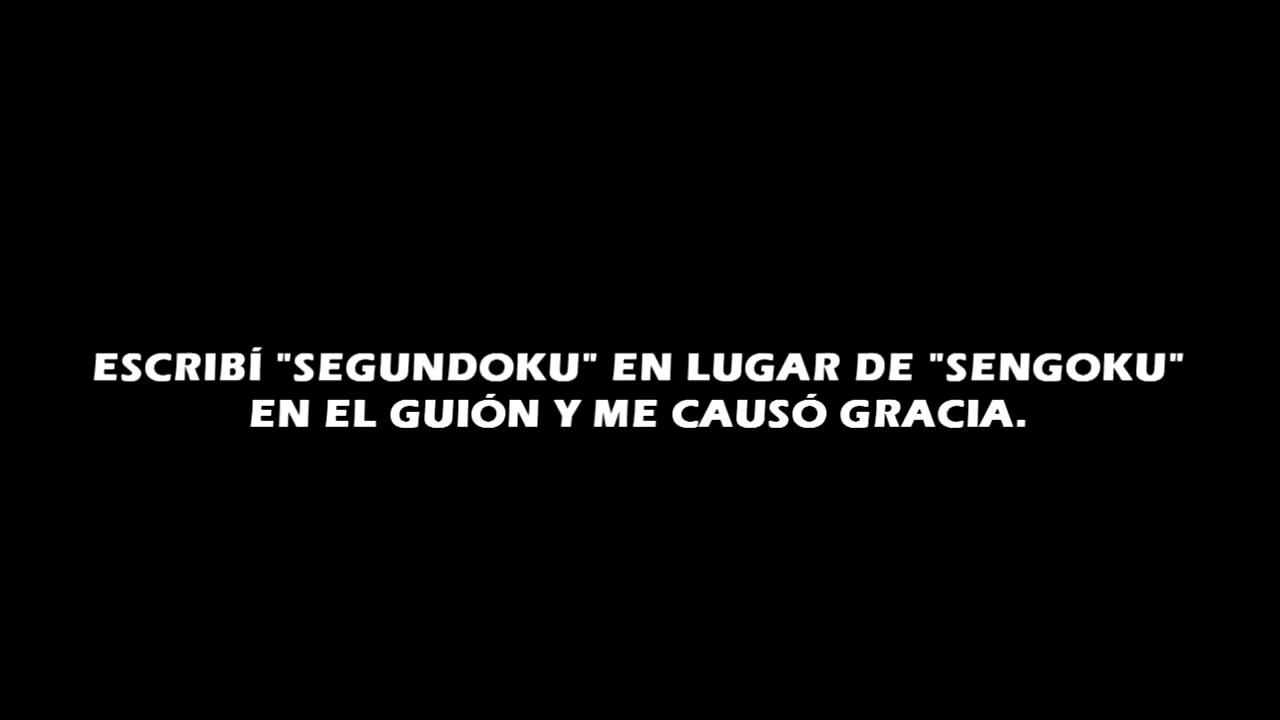 ESCRIBÍ "SEGUNDOKU" EN LUGAR DE "SENGOKU"
EN EL GUIÓN Y ME CAUSÓ GRACIA.